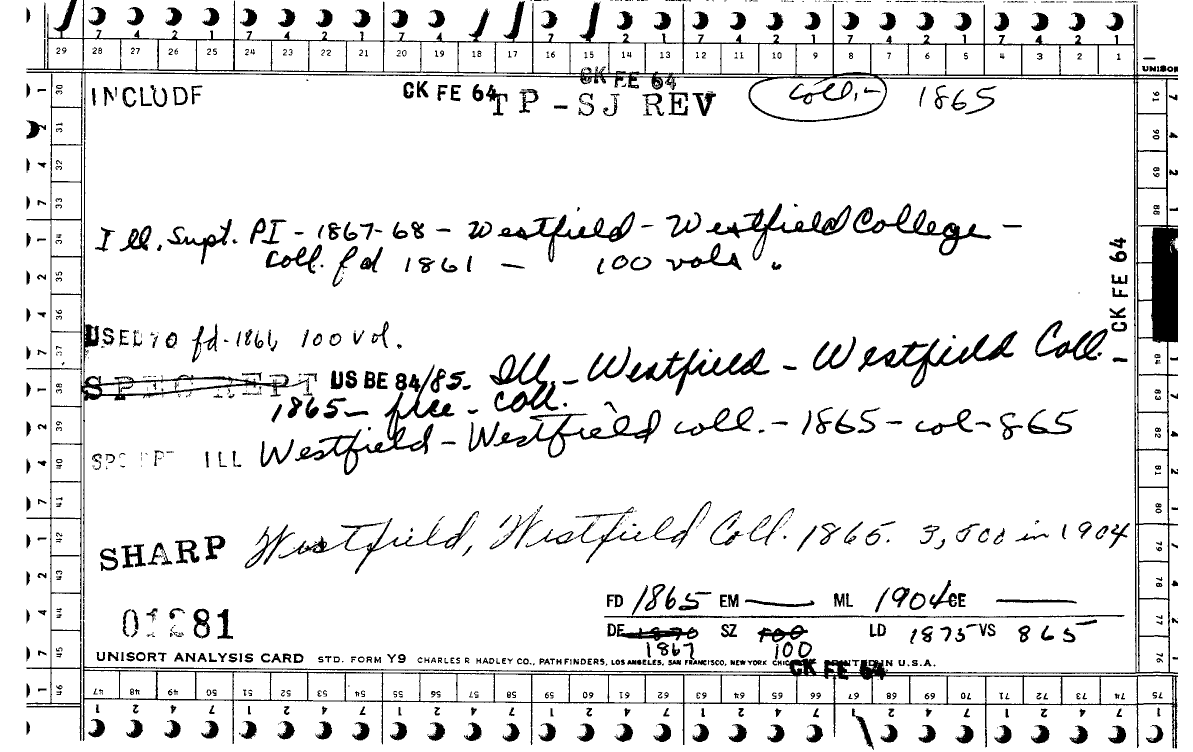 29 28 27 26 25 24 23 22 21 20 19 18 17 16 15 14 13 12 11 10 9 8 7 6 5 4 3 2 1
UNISOR
CK FE 64
INCLUDE CK FE 64 TP - SJ REV Coll.- 1865
Ill. Supt. PI - 1867-68 - Westfield - Westfield College -
Coll. fd 1861 - 100 vols.
CK FE 64
USED 70 fd-1861, 100 vol.
SPEC REPT US BE 84/85- Ill. - Westfield - Westfield Coll. -
1865- free - coll.
SPC RPT ILL Westfield - Westfield coll. - 1865 - col - 865
SHARP Westfield, Westfield Coll. 1865. 3,500 in 1904
FD 1865 EM — ML 1904 CE —
01281
DE 1870 SZ 700 LD 1875 VS 865
1867 100
UNISORT ANALYSIS CARD STD. FORM Y9 CHARLES R HADLEY CO., PATHFINDERS, LOS ANGELES, SAN FRANCISCO, NEW YORK PRINTED IN U.S.A.
CK FE 64
46 47 48 49 50 51 52 53 54 55 56 57 58 59 60 61 62 63 64 65 66 67 68 69 70 71 72 73 74 75